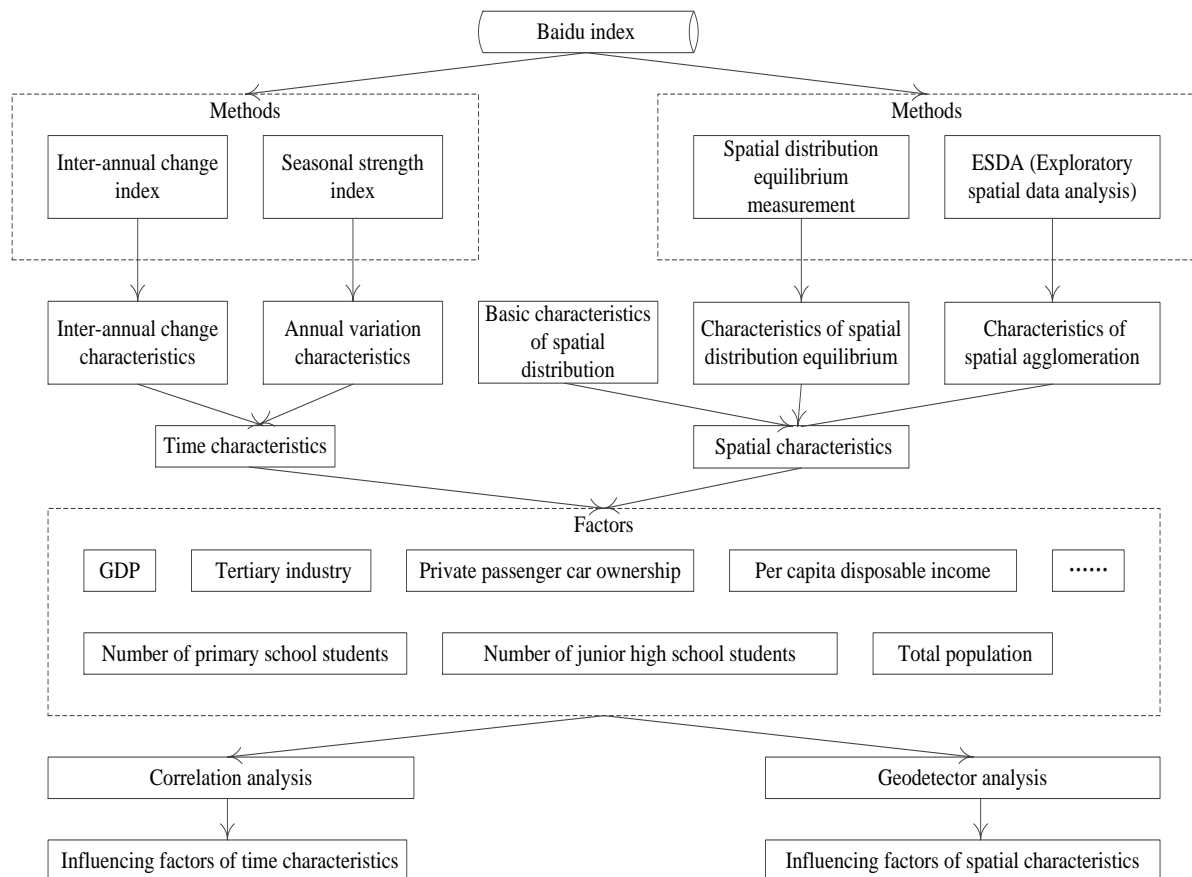 Baidu index
Methods
Methods
Inter-annual change
index
Seasonal strength
index
Spatial distribution
equilibrium
measurement
ESDA (Exploratory
spatial data analysis)
Inter-annual change
characteristics
Annual variation
characteristics
Basic characteristics
of spatial
distribution
Characteristics of spatial
distribution equilibrium
Characteristics of
spatial agglomeration
Time characteristics
Spatial characteristics
Factors
GDP
Tertiary industry
Private passenger car ownership
Per capita disposable income
······
Number of primary school students
Number of junior high school students
Total population
Correlation analysis
Geodetector analysis
Influencing factors of time characteristics
Influencing factors of spatial characteristics